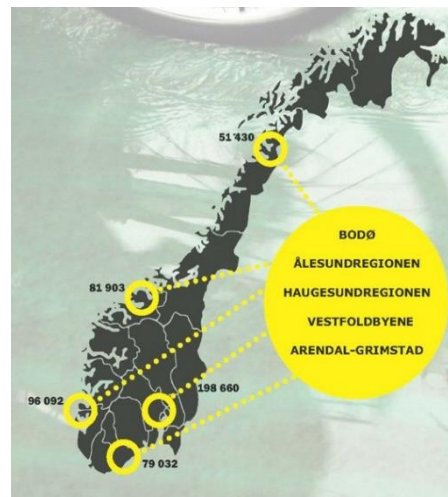 51 430
BODØ
ÅLESUNDREGIONEN
81 903
HAUGESUNDREGIONEN
VESTFOLDBYENE
ARENDAL-GRIMSTAD
198 660
96 092
79 032